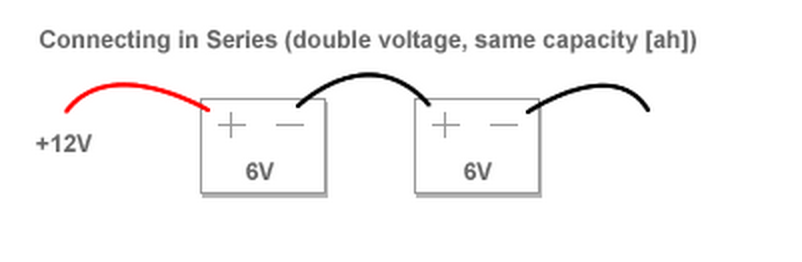 Connecting in Series (double voltage, same capacity [ah])
+ − + −
+12V
6V 6V